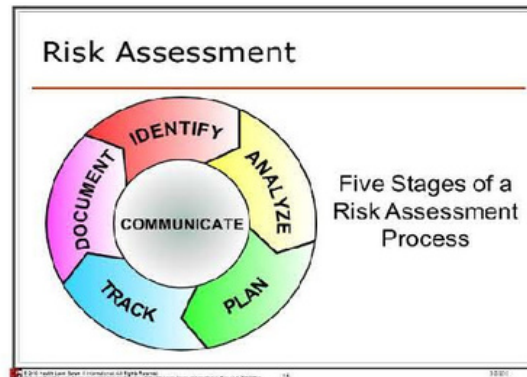 Risk Assessment
IDENTIFY
ANALYZE
PLAN
TRACK
DOCUMENT
COMMUNICATE
Five Stages of a
Risk Assessment
Process